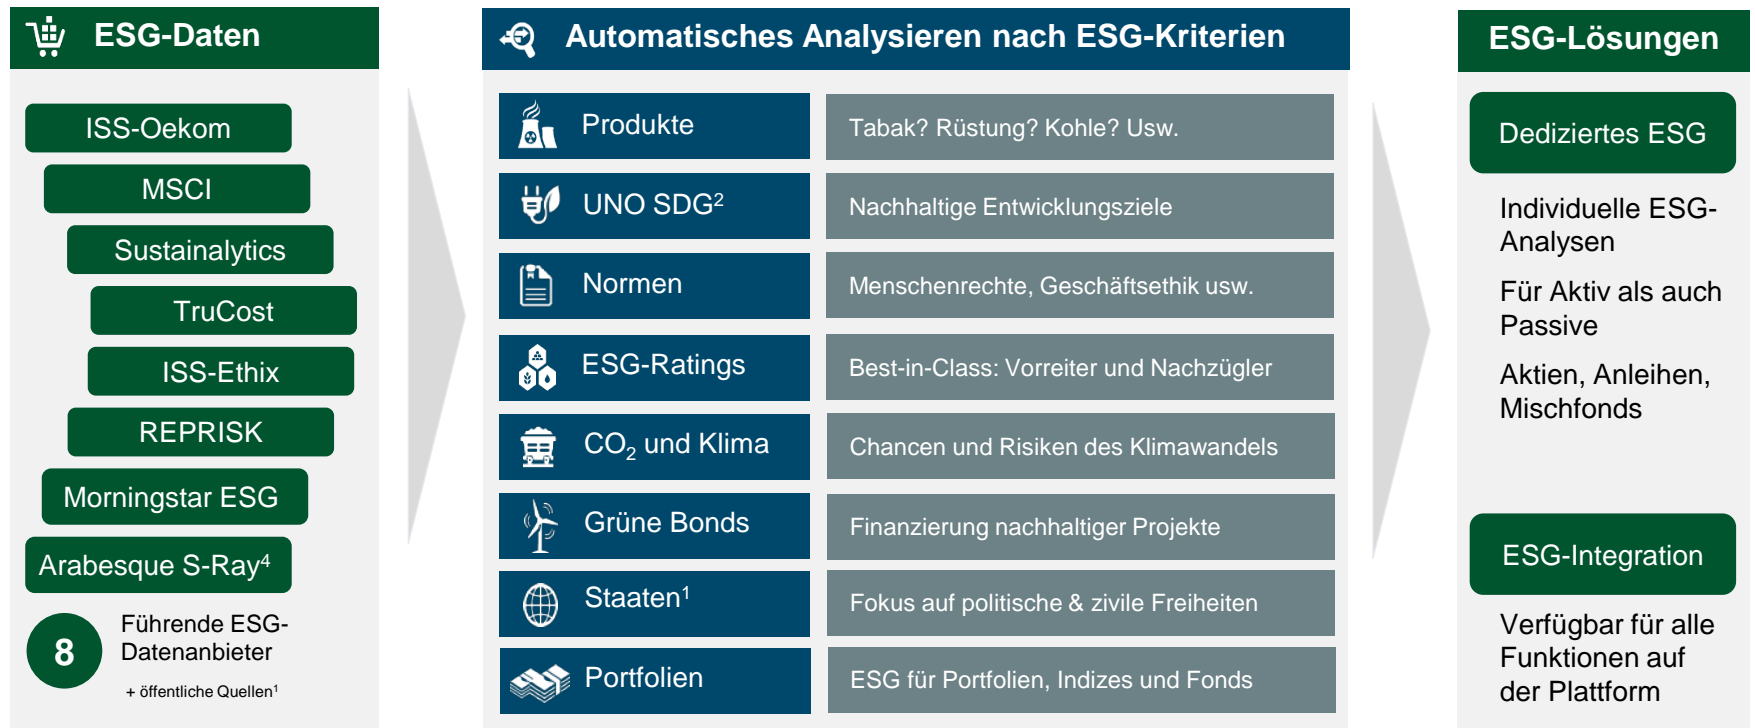 ESG-Daten
ISS-Oekom
MSCI
Sustainalytics
TruCost
ISS-Ethix
REPRISK
Morningstar ESG
Arabesque S-Ray⁴
8
Führende ESG-
Datenanbieter
+ öffentliche Quellen¹
Automatisches Analysieren nach ESG-Kriterien
Produkte
Tabak? Rüstung? Kohle? Usw.
UNO SDG²
Nachhaltige Entwicklungsziele
Normen
Menschenrechte, Geschäftsethik usw.
ESG-Ratings
Best-in-Class: Vorreiter und Nachzügler
CO₂ und Klima
Chancen und Risiken des Klimawandels
Grüne Bonds
Finanzierung nachhaltiger Projekte
Staaten¹
Fokus auf politische & zivile Freiheiten
Portfolien
ESG für Portfolien, Indizes und Fonds
ESG-Lösungen
Dediziertes ESG
Individuelle ESG-
Analysen
Für Aktiv als auch
Passive
Aktien, Anleihen,
Mischfonds
ESG-Integration
Verfügbar für alle
Funktionen auf
der Plattform